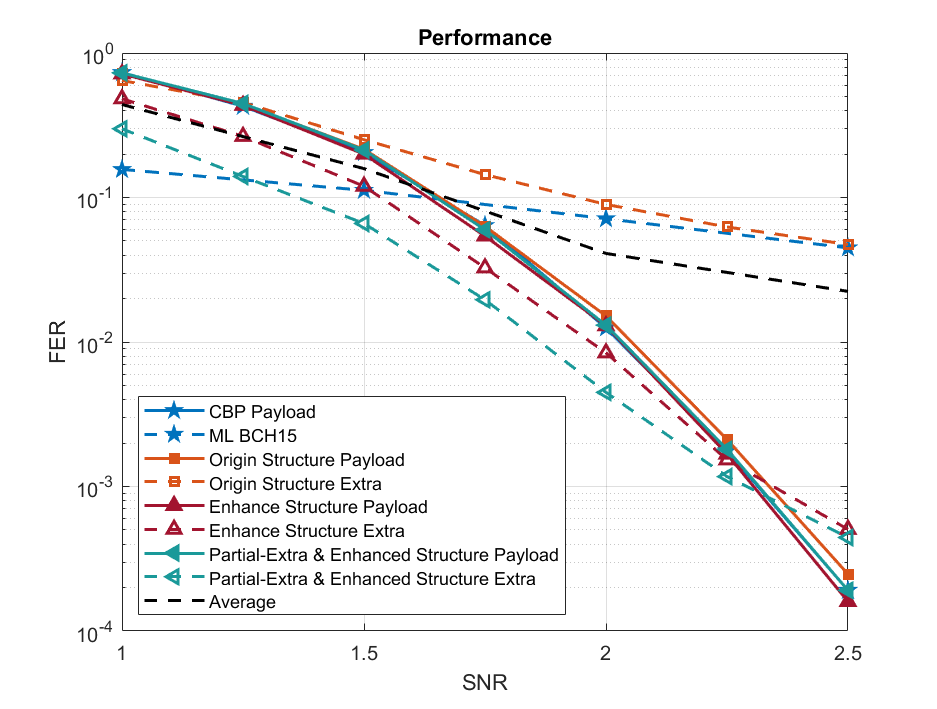 Performance
10^0
10^-1
10^-2
10^-3
10^-4
FER
CBP Payload
ML BCH15
Origin Structure Payload
Origin Structure Extra
Enhance Structure Payload
Enhance Structure Extra
Partial-Extra & Enhanced Structure Payload
Partial-Extra & Enhanced Structure Extra
Average
1 1.5 2 2.5
SNR